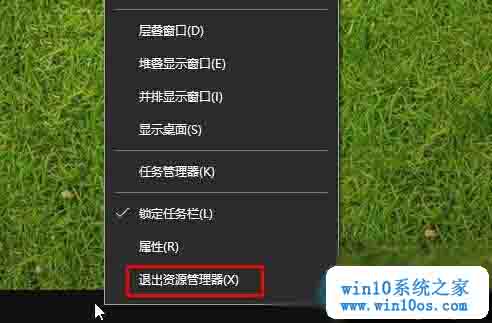 层叠窗口(D)
堆叠显示窗口(E)
并排显示窗口(I)
显示桌面(S)
任务管理器(K)
锁定任务栏(L)
属性(R)
退出资源管理器(X)
win10系统之家
www.win10os.com